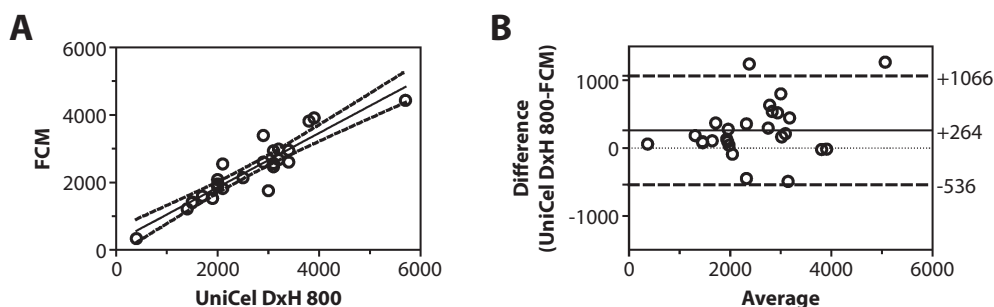 A
6000
4000
2000
0
FCM
0 2000 4000 6000
UniCel DxH 800
B
1000
0
-1000
Difference
(UniCel DxH 800-FCM)
+1066
+264
-536
0 2000 4000 6000
Average